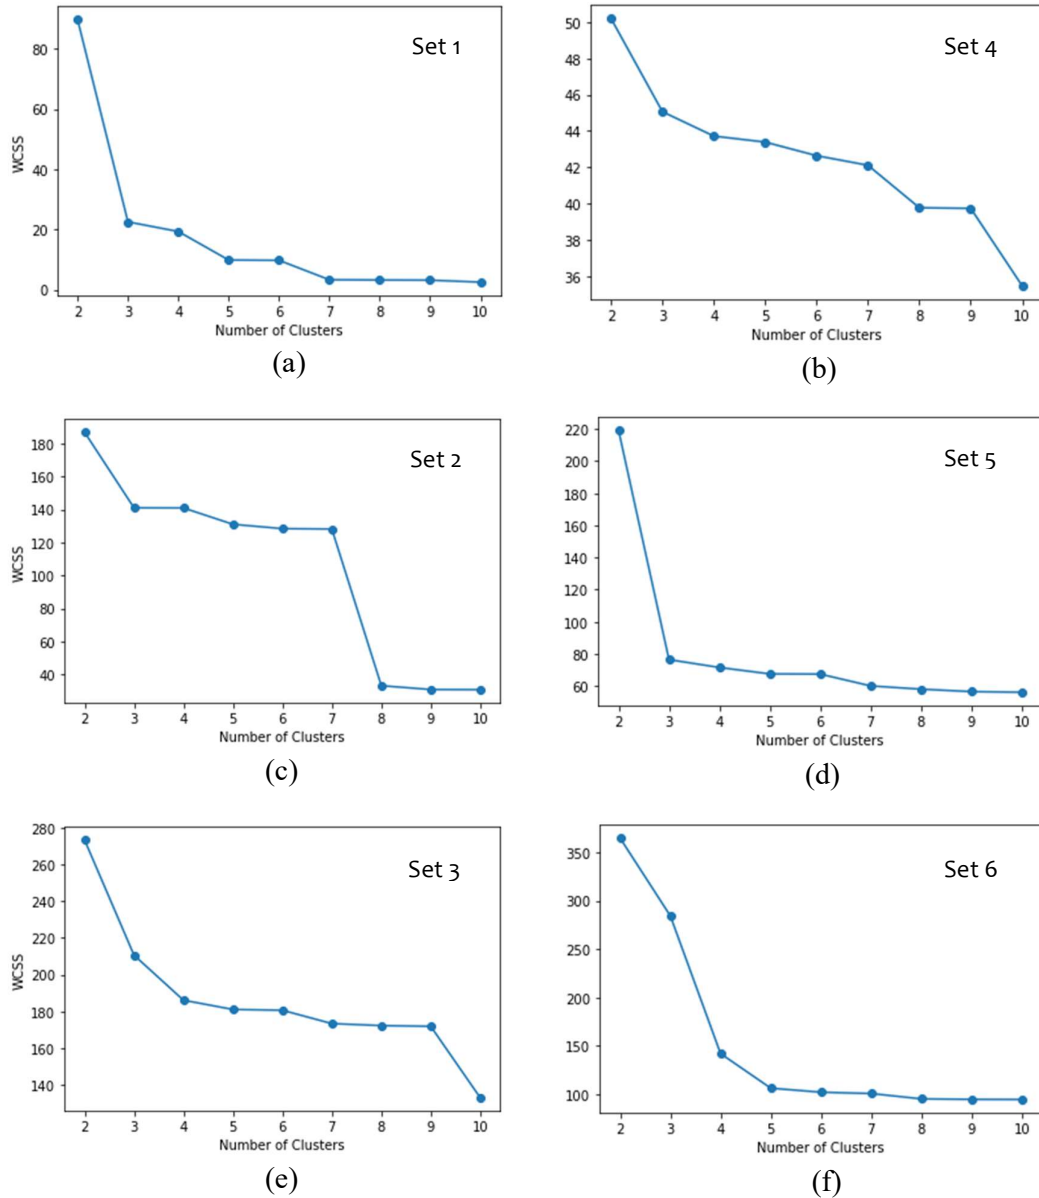 80
60
40
20
0
WCSS
Set 1
2 3 4 5 6 7 8 9 10
Number of Clusters
(a)
50
48
46
44
42
40
38
36
Set 4
2 3 4 5 6 7 8 9 10
Number of Clusters
(b)
180
160
140
120
100
80
60
40
WCSS
Set 2
2 3 4 5 6 7 8 9 10
Number of Clusters
(c)
220
200
180
160
140
120
100
80
60
Set 5
2 3 4 5 6 7 8 9 10
Number of Clusters
(d)
280
260
240
220
200
180
160
140
WCSS
Set 3
2 3 4 5 6 7 8 9 10
Number of Clusters
(e)
350
300
250
200
150
100
Set 6
2 3 4 5 6 7 8 9 10
Number of Clusters
(f)